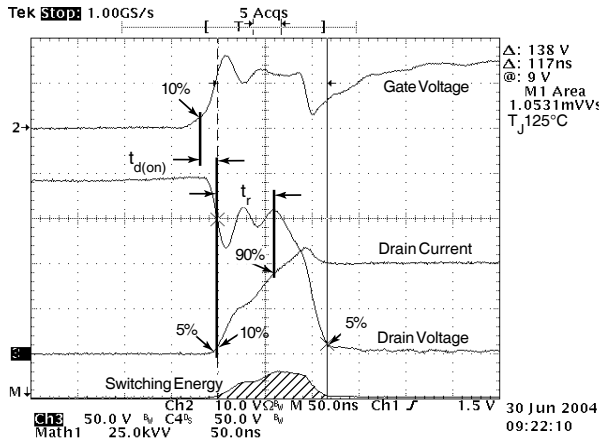 Tek Stop: 1.00GS/s 5 Acqs
[ T ]
Δ: 138 V
Δ: 117ns
@: 9 V
M1 Area
1.0531mVVs
TJ125°C
10%
Gate Voltage
2
td(on)
tr
Drain Current
90%
5%
10%
5%
Drain Voltage
3
Switching Energy
M
Ch2 10.0 VΩBW M 50.0ns Ch1 1.5 V
Ch3 50.0 V BW C4DS 50.0 V BW
Math1 25.0kVV 50.0ns
30 Jun 2004
09:22:10